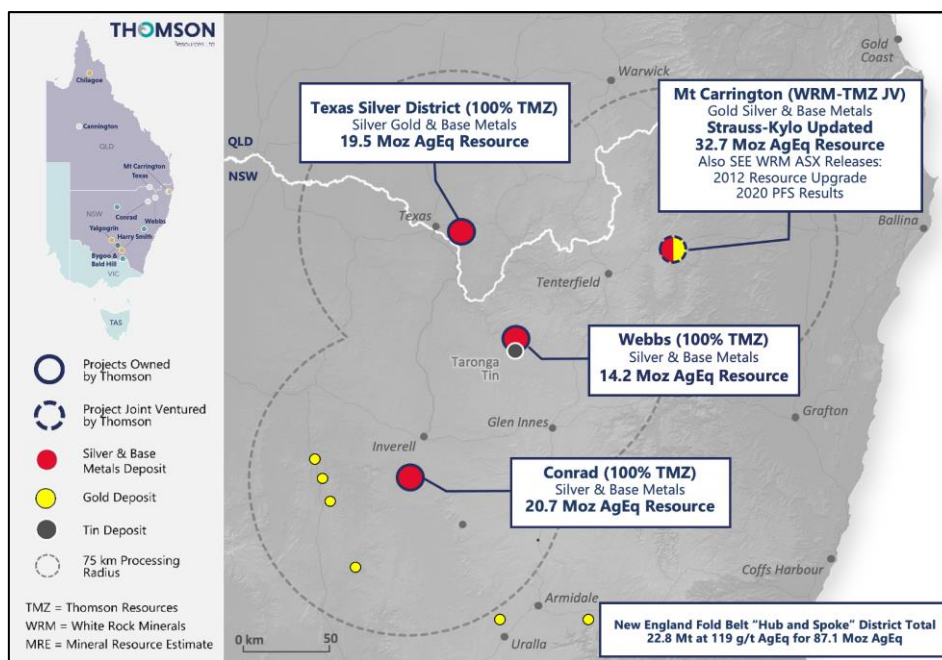 THOMSON
Resources Ltd
Chilagoe
Cannington
QLD
Mt Carrington
Texas
NSW
Conrad
Webbs
Yalgogrin
Harry Smith
Bygoo &
Bald Hill
VIC
TAS
Projects Owned
by Thomson
Project Joint Ventured
by Thomson
Silver & Base
Metals Deposit
Gold Deposit
Tin Deposit
75 km Processing
Radius
TMZ = Thomson Resources
WRM = White Rock Minerals
MRE = Mineral Resource Estimate
Gold
Coast
Warwick
Texas Silver District (100% TMZ)
Silver Gold & Base Metals
19.5 Moz AgEq Resource
Mt Carrington (WRM-TMZ JV)
Gold Silver & Base Metals
Strauss-Kylo Updated
32.7 Moz AgEq Resource
Also SEE WRM ASX Releases:
2012 Resource Upgrade
2020 PFS Results
QLD
NSW
Texas
Ballina
Tenterfield
Webbs (100% TMZ)
Silver & Base Metals
14.2 Moz AgEq Resource
Taronga
Tin
Glen Innes
Grafton
Inverell
Conrad (100% TMZ)
Silver & Base Metals
20.7 Moz AgEq Resource
Coffs Harbour
Armidale
Uralla
0 km
50
New England Fold Belt "Hub and Spoke" District Total
22.8 Mt at 119 g/t AgEq for 87.1 Moz AgEq